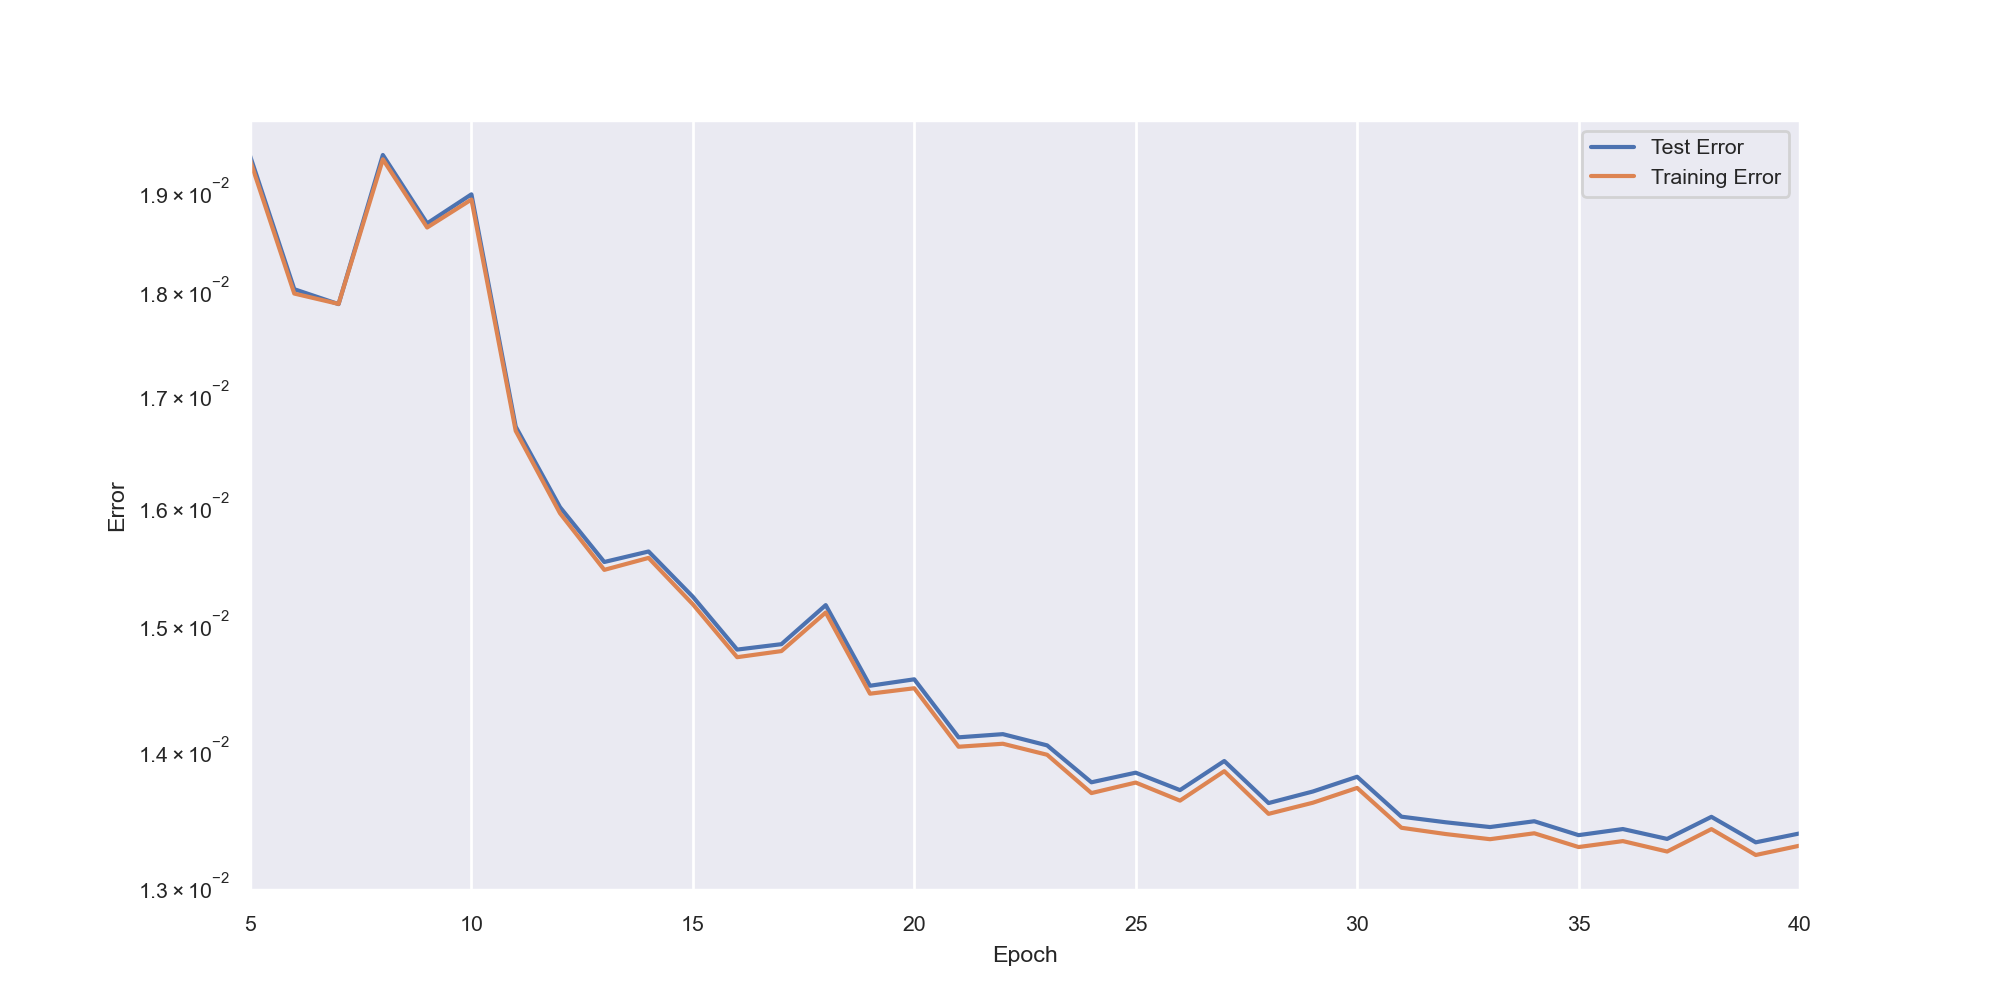 Test Error
Training Error
1.9 × 10⁻²
1.8 × 10⁻²
1.7 × 10⁻²
1.6 × 10⁻²
1.5 × 10⁻²
1.4 × 10⁻²
1.3 × 10⁻²
Error
5 10 15 20 25 30 35 40
Epoch